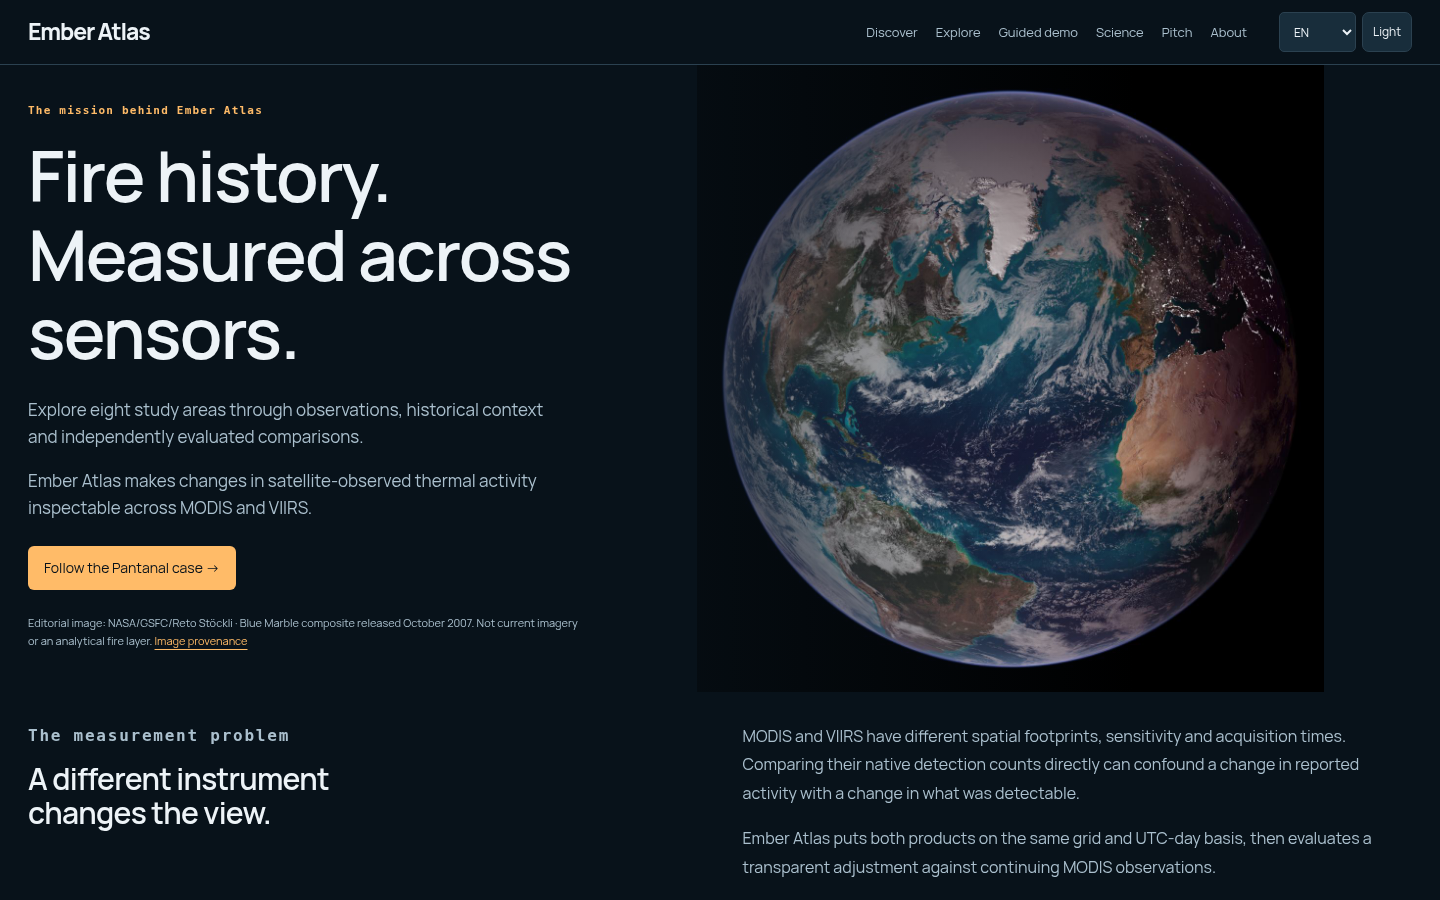 Ember Atlas
Discover
Explore
Guided demo
Science
Pitch
About
EN
Light
The mission behind Ember Atlas
Fire history.
Measured across
sensors.
Explore eight study areas through observations, historical context
and independently evaluated comparisons.
Ember Atlas makes changes in satellite-observed thermal activity
inspectable across MODIS and VIIRS.
Follow the Pantanal case →
Editorial image: NASA/GSFC/Reto Stöckli · Blue Marble composite released October 2007. Not current imagery
or an analytical fire layer. Image provenance
The measurement problem
A different instrument
changes the view.
MODIS and VIIRS have different spatial footprints, sensitivity and acquisition times.
Comparing their native detection counts directly can confound a change in reported
activity with a change in what was detectable.
Ember Atlas puts both products on the same grid and UTC-day basis, then evaluates a
transparent adjustment against continuing MODIS observations.